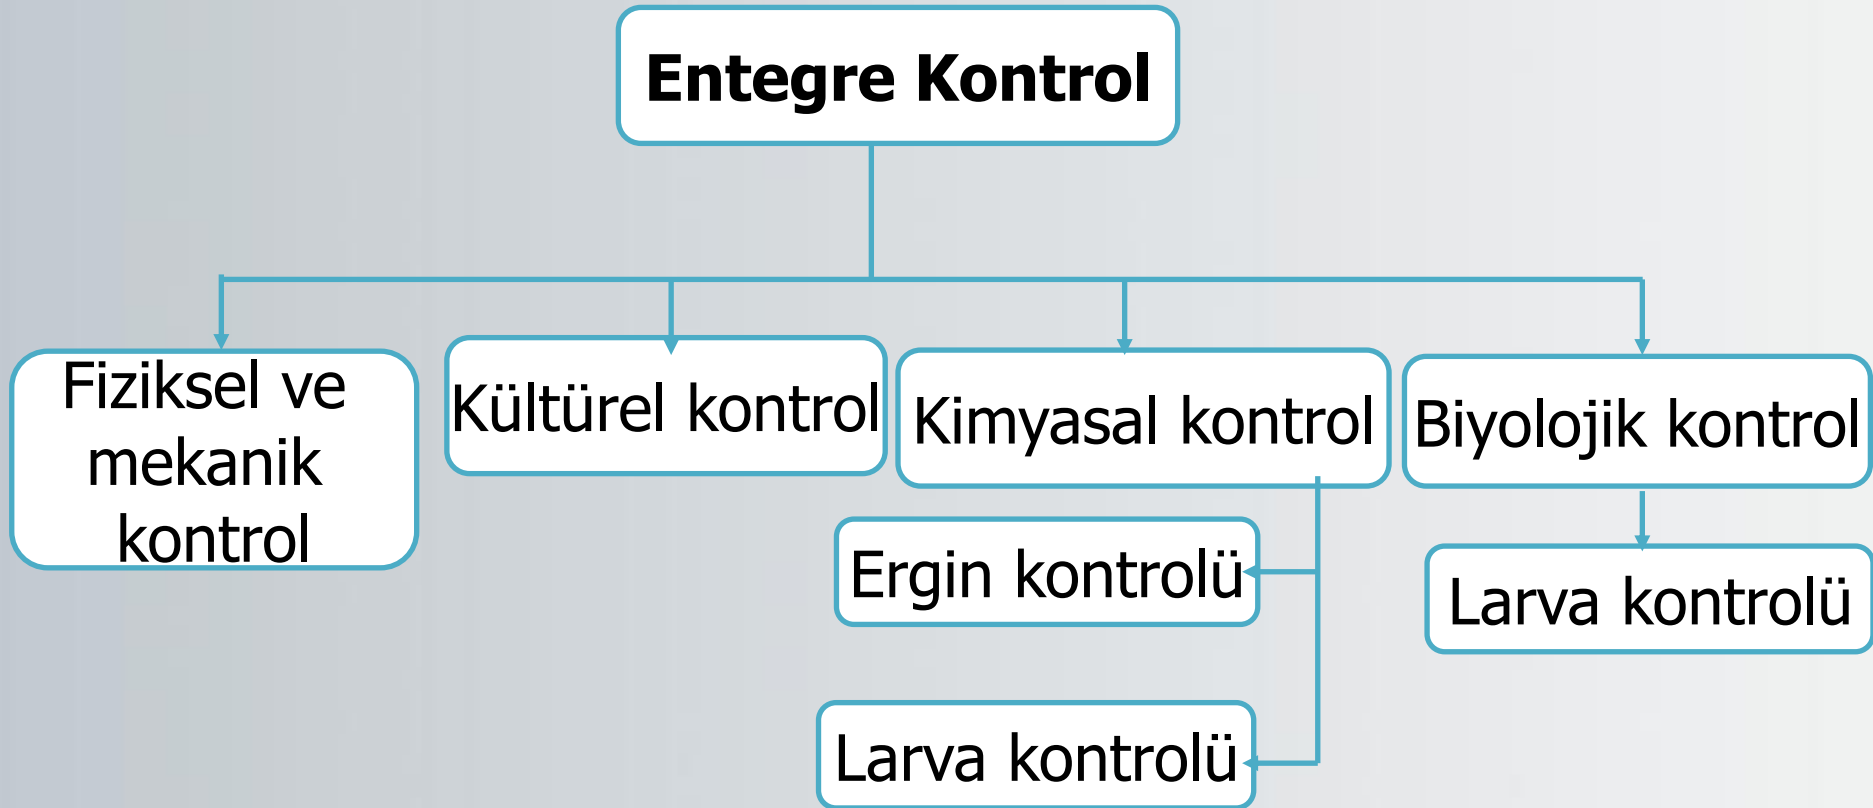 Entegre Kontrol
Fiziksel ve
mekanik
kontrol
Kültürel kontrol
Kimyasal kontrol
Biyolojik kontrol
Ergin kontrolü
Larva kontrolü
Larva kontrolü